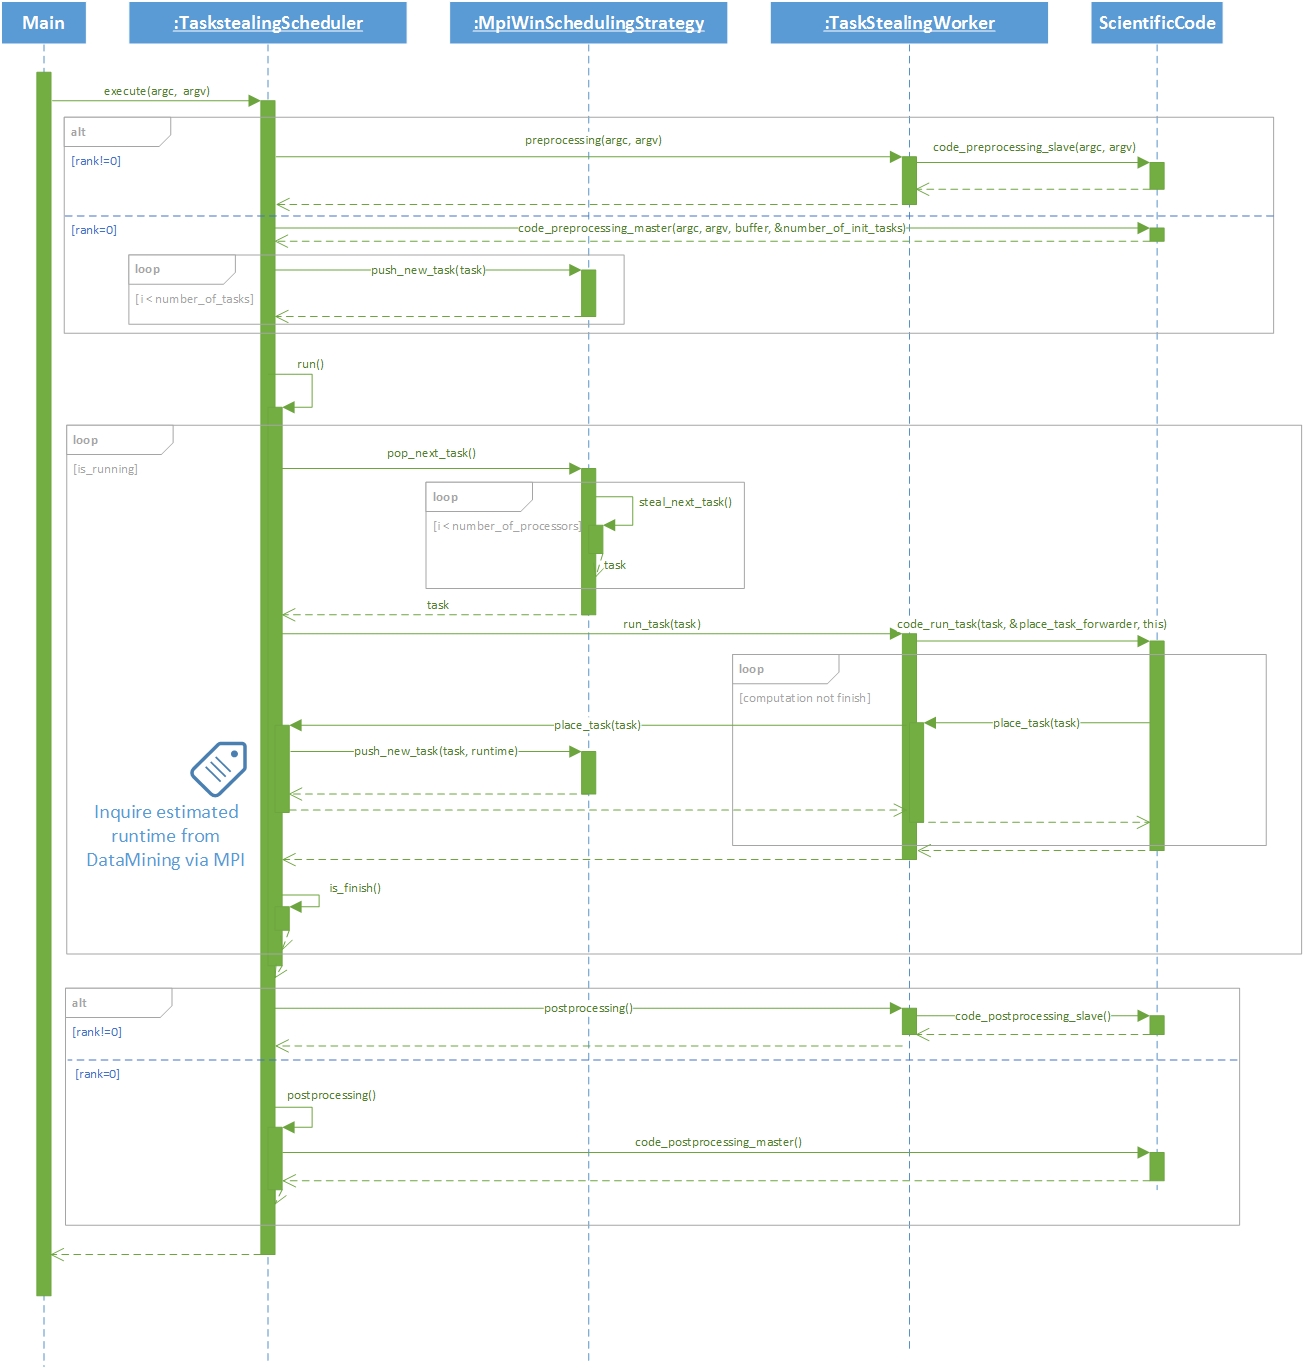 Main
:TaskstealingScheduler
:MpiWinSchedulingStrategy
:TaskStealingWorker
ScientificCode
execute(argc, argv)
alt
[rank!=0]
preprocessing(argc, argv)
code_preprocessing_slave(argc, argv)
[rank=0]
code_preprocessing_master(argc, argv, buffer, &number_of_init_tasks)
loop
push_new_task(task)
[i < number_of_tasks]
run()
loop
[is_running]
pop_next_task()
loop
steal_next_task()
[i < number_of_processors]
task
task
run_task(task)
code_run_task(task, &place_task_forwarder, this)
loop
[computation not finish]
place_task(task)
place_task(task)
push_new_task(task, runtime)
Inquire estimated
runtime from
DataMining via MPI
is_finish()
alt
[rank!=0]
postprocessing()
code_postprocessing_slave()
[rank=0]
postprocessing()
code_postprocessing_master()